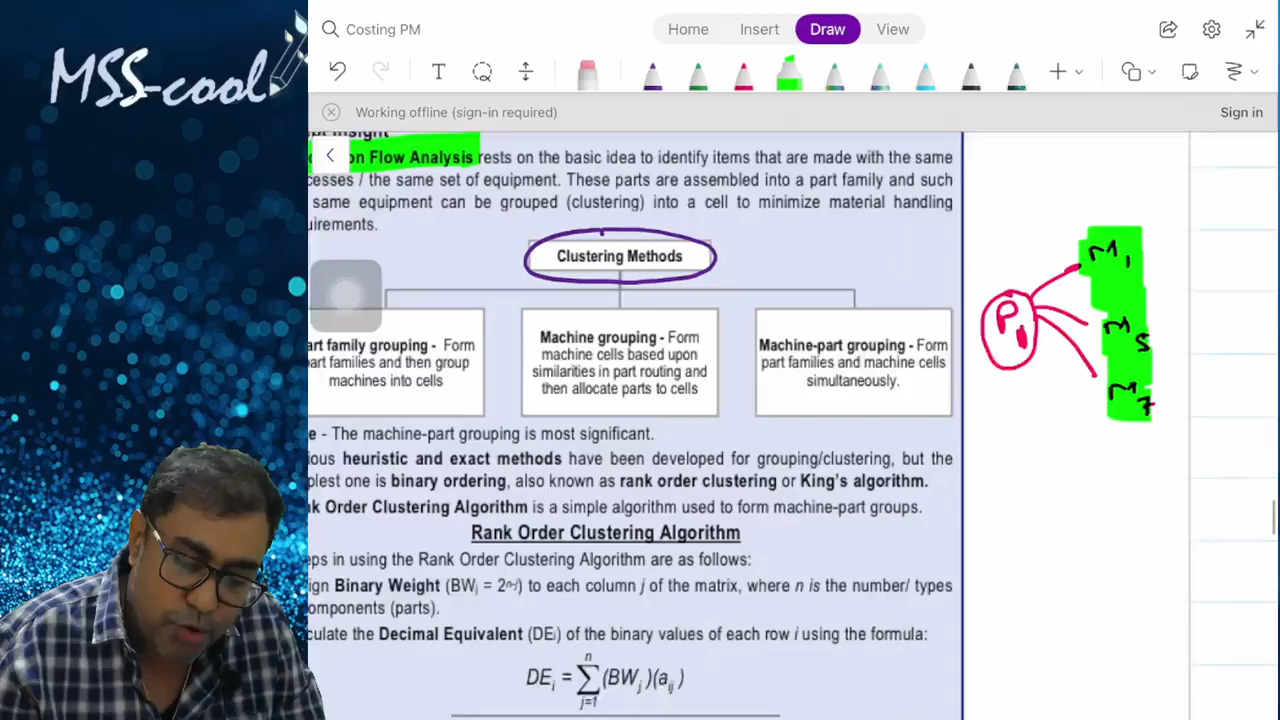 MSS-cool
Costing PM
Home Insert Draw View
Working offline (sign-in required)
Sign in
Insight
on Flow Analysis rests on the basic idea to identify items that are made with the same
cesses / the same set of equipment. These parts are assembled into a part family and such
same equipment can be grouped (clustering) into a cell to minimize material handling
uirements.
Clustering Methods
art family grouping - Form
part families and then group
machines into cells
Machine grouping - Form
machine cells based upon
similarities in part routing and
then allocate parts to cells
Machine-part grouping - Form
part families and machine cells
simultaneously.
e - The machine-part grouping is most significant.
ious heuristic and exact methods have been developed for grouping/clustering, but the
plest one is binary ordering, also known as rank order clustering or King's algorithm.
k Order Clustering Algorithm is a simple algorithm used to form machine-part groups.
Rank Order Clustering Algorithm
eps in using the Rank Order Clustering Algorithm are as follows:
ign Binary Weight (BWj = 2^n-j) to each column j of the matrix, where n is the number/ types
omponents (parts).
culate the Decimal Equivalent (DEi) of the binary values of each row i using the formula:
DEi = n∑j=1 (BWj)(aij)
P1
M1
M5
M7